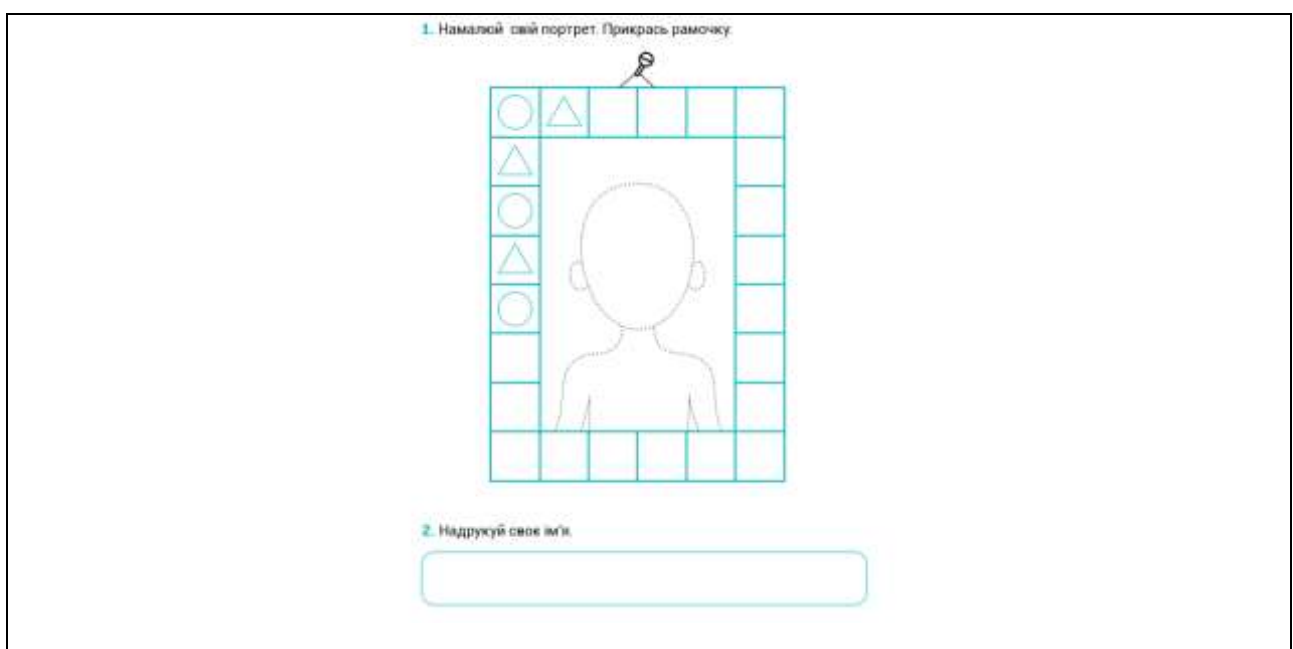 1. Намалюй свій портрет. Прикрась рамочку.
2. Надрукуй своє ім'я.